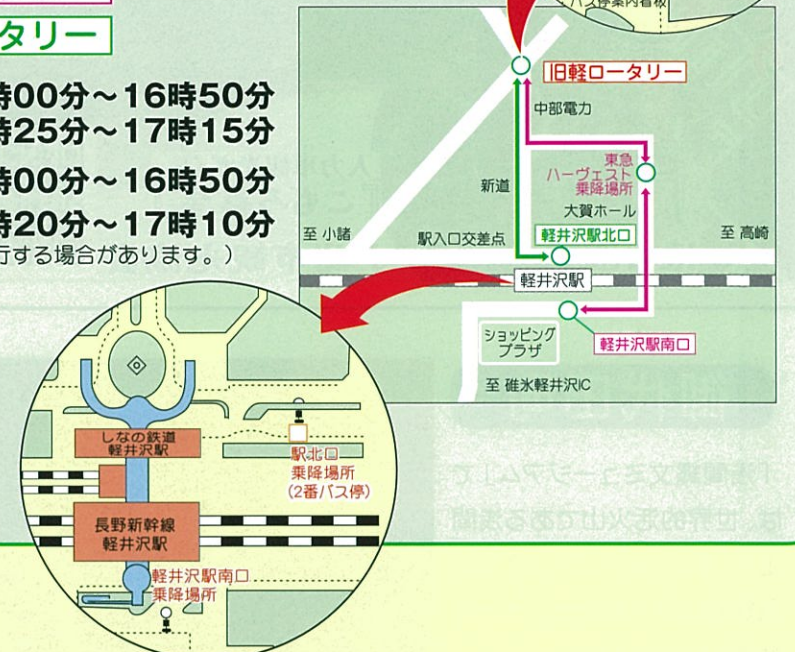 タリー
時00分～16時50分
時25分～17時15分
時00分～16時50分
時20分～17時10分
行する場合があります。）
バス停案内看板
旧軽ロータリー
中部電力
東急
ハーヴェスト
乗降場所
新道
大賀ホール
至 小諸
駅入口交差点
軽井沢駅北口
至 高崎
軽井沢駅
ショッピング
プラザ
軽井沢駅南口
至 碓氷軽井沢IC
しなの鉄道
軽井沢駅
駅北口
乗降場所
（2番バス停）
長野新幹線
軽井沢駅
軽井沢駅南口
乗降場所